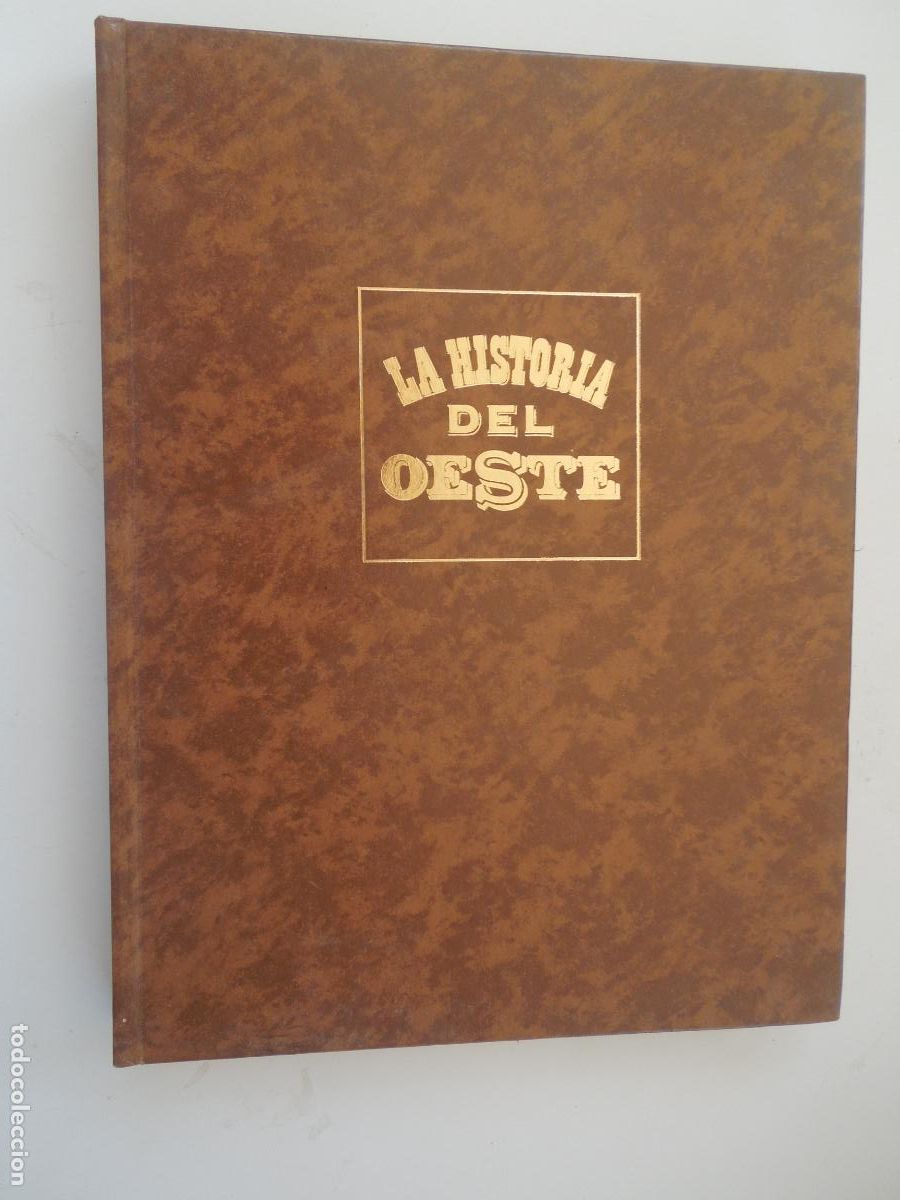 LA HISTORIA
DEL
OESTE
todocoleccion